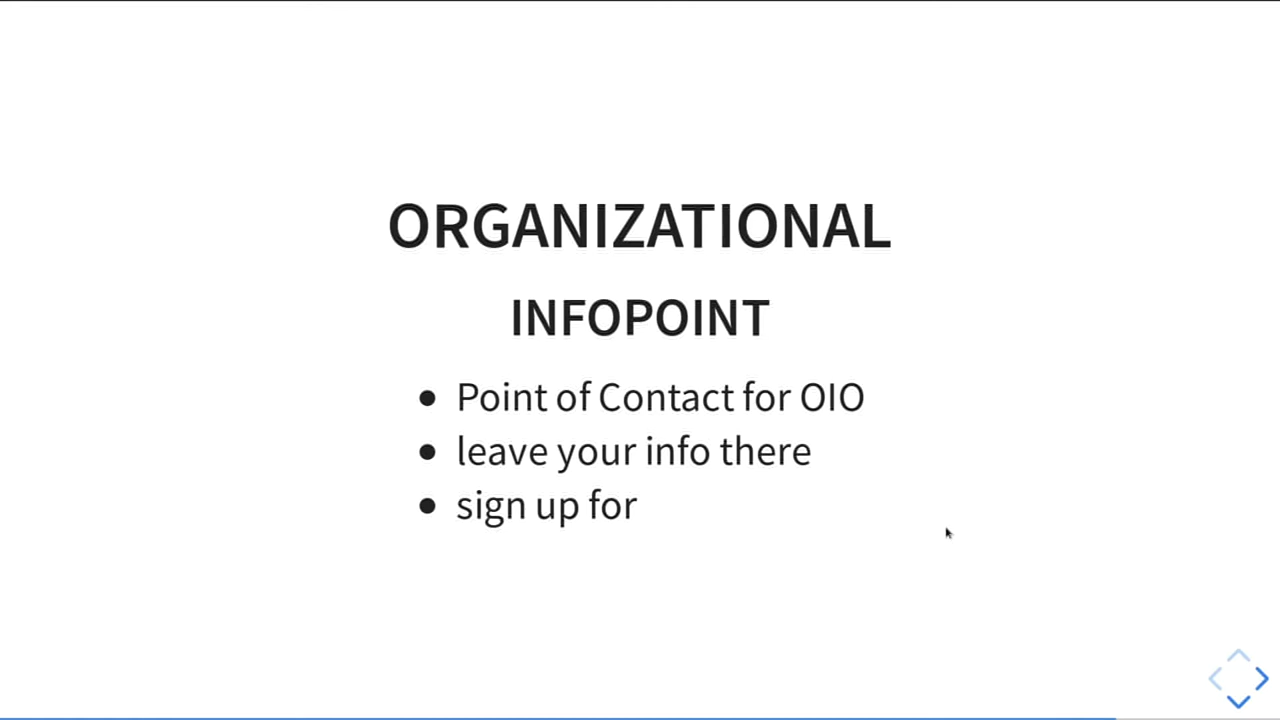 ORGANIZATIONAL
INFOPOINT
• Point of Contact for OIO
• leave your info there
• sign up for